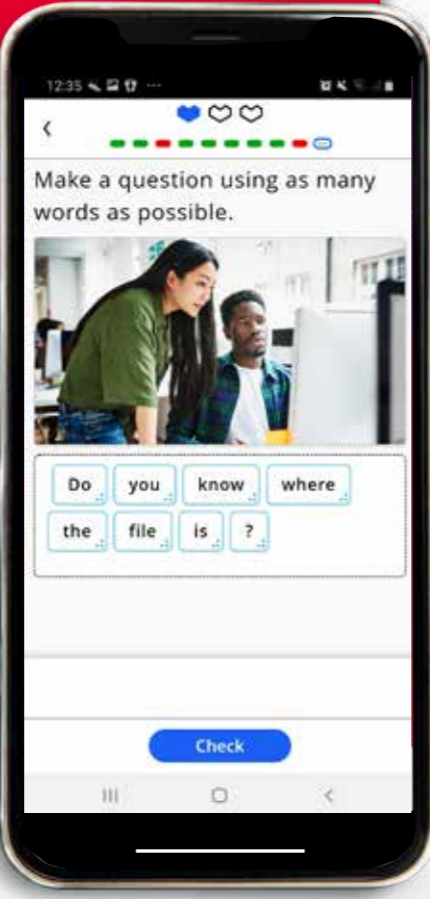 12:35
Make a question using as many
words as possible.
Do you know where
the file is ?
Check